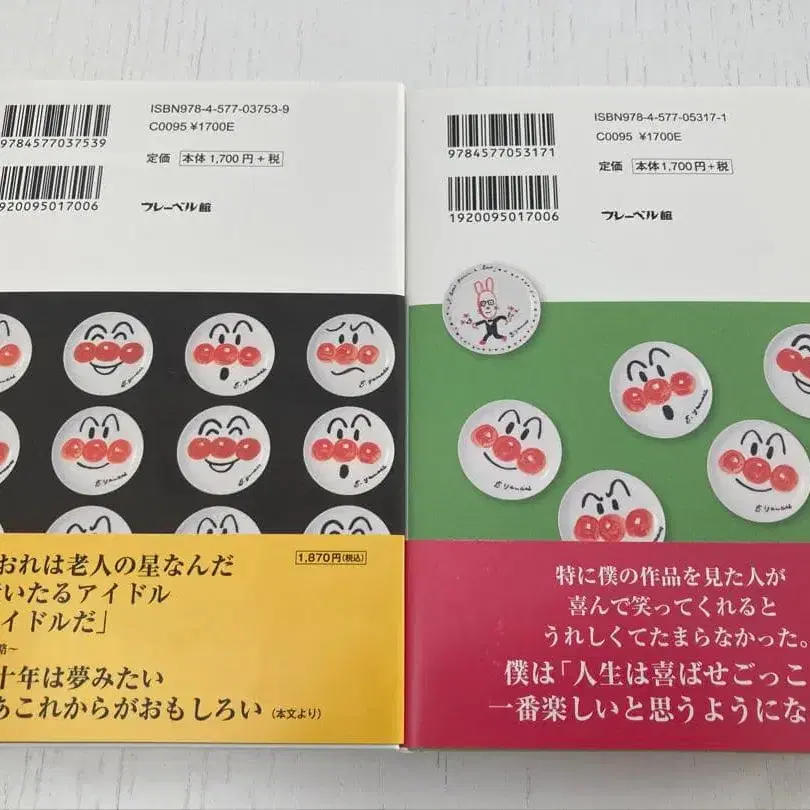 ISBN978-4-577-03753-9
C0095 ¥1700E
9784577037539
定価 本体1,700円+税
920095017006
フレーベル館
1,870円(税込)
おれは老人の星なんだ
いたるアイドル
イドルだ」
略〜
十年は夢みたい
あこれからがおもしろい (本文より)
ISBN978-4-577-05317-1
C0095 ¥1700E
9784577053171
定価 本体1,700円+税
1920095017006
フレーベル館
特に僕の作品を見た人が
喜んで笑ってくれると
うれしくてたまらなかった。
僕は「人生は喜ばせごっこ
一番楽しいと思うようにな